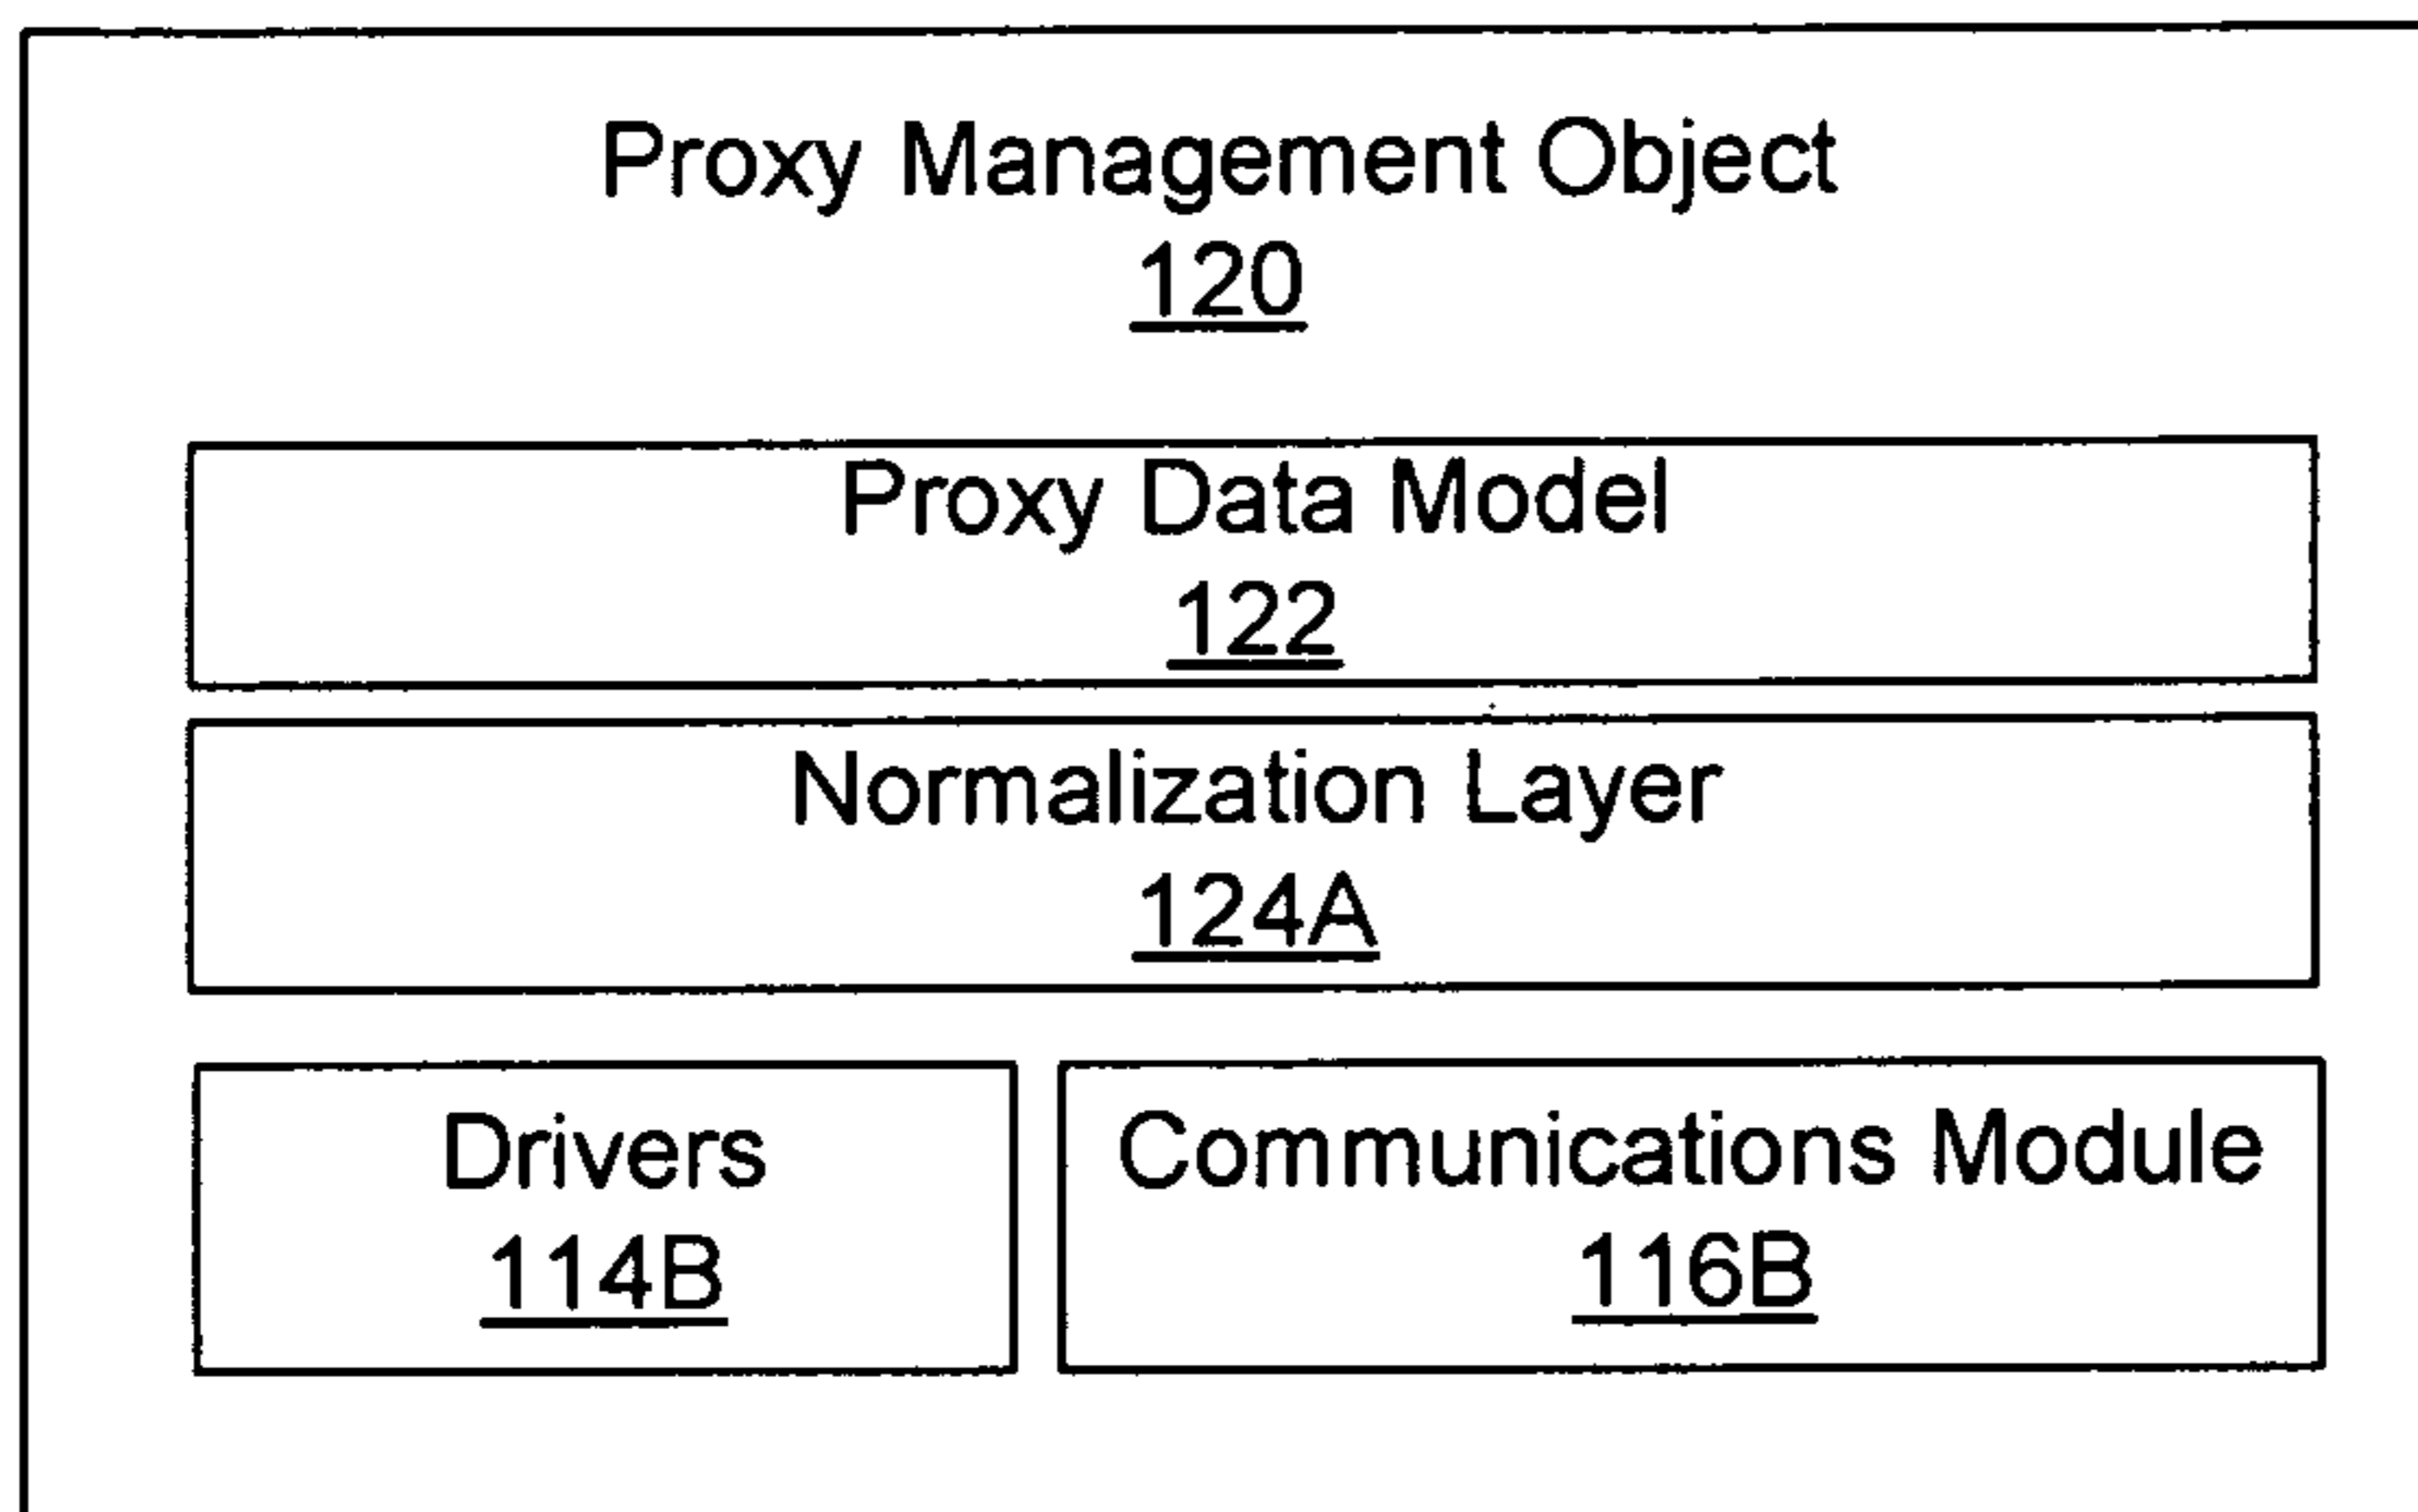 Proxy Management Object
120
Proxy Data Model
122
Normalization Layer
124A
Drivers
114B
Communications Module
116B